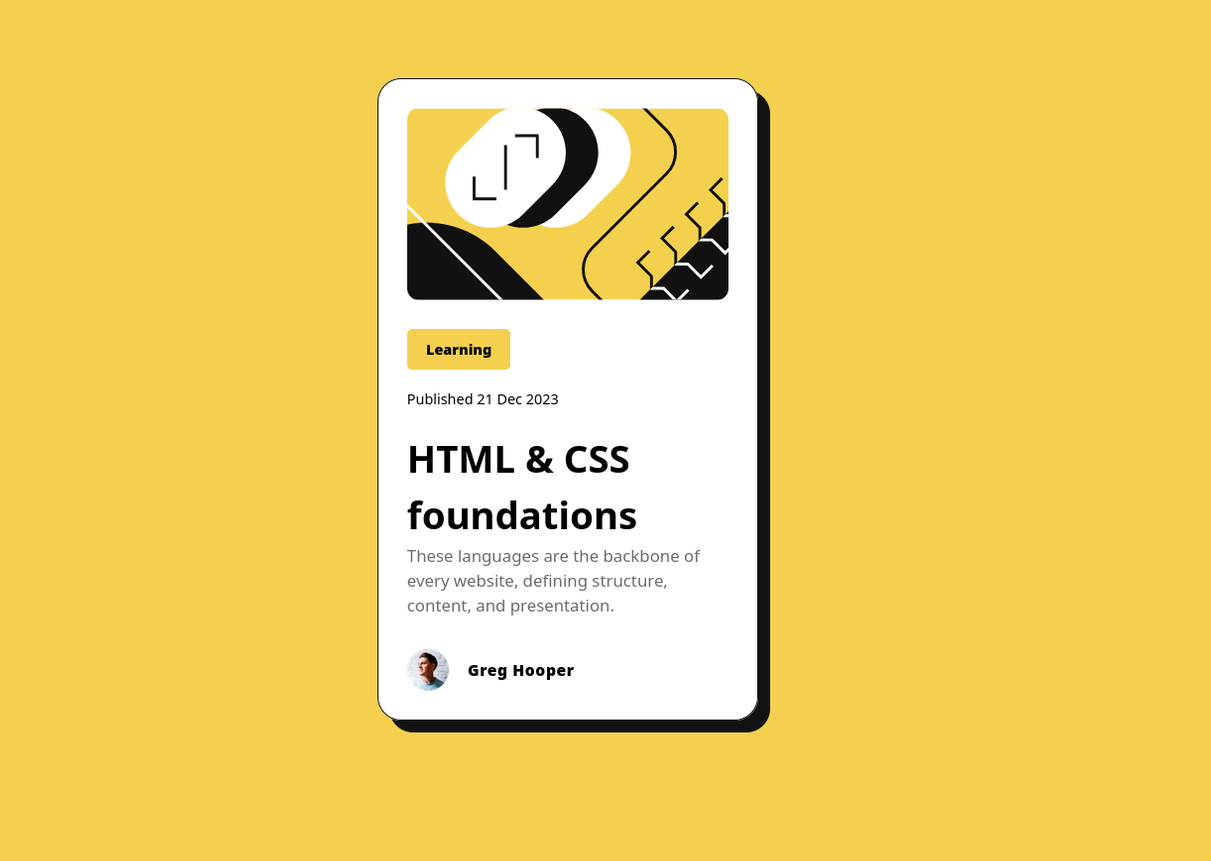 Learning
Published 21 Dec 2023
HTML & CSS
foundations
These languages are the backbone of
every website, defining structure,
content, and presentation.
Greg Hooper